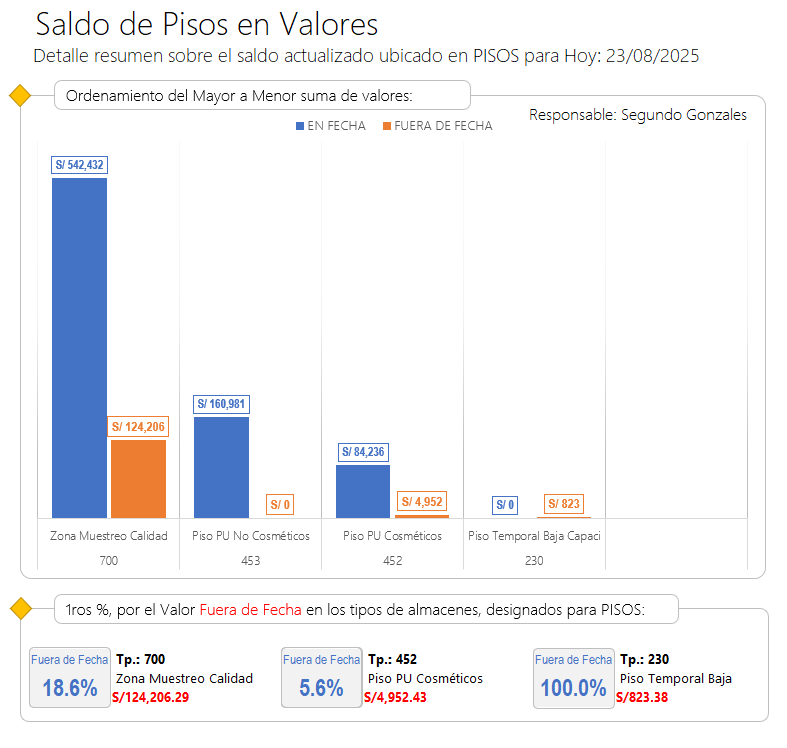 Saldo de Pisos en Valores
Detalle resumen sobre el saldo actualizado ubicado en PISOS para Hoy: 23/08/2025
Ordenamiento del Mayor a Menor suma de valores:
Responsable: Segundo Gonzales
EN FECHA FUERA DE FECHA
S/ 542,432
S/ 124,206
S/ 160,981
S/ 0
S/ 84,236
S/ 4,952
S/ 0
S/ 823
Zona Muestreo Calidad Piso PU No Cosméticos Piso PU Cosméticos Piso Temporal Baja Capaci
700 453 452 230
1ros %, por el Valor Fuera de Fecha en los tipos de almacenes, designados para PISOS:
Fuera de Fecha
18.6%
Tp.: 700
Zona Muestreo Calidad
S/124,206.29
Fuera de Fecha
5.6%
Tp.: 452
Piso PU Cosméticos
S/4,952.43
Fuera de Fecha
100.0%
Tp.: 230
Piso Temporal Baja
S/823.38